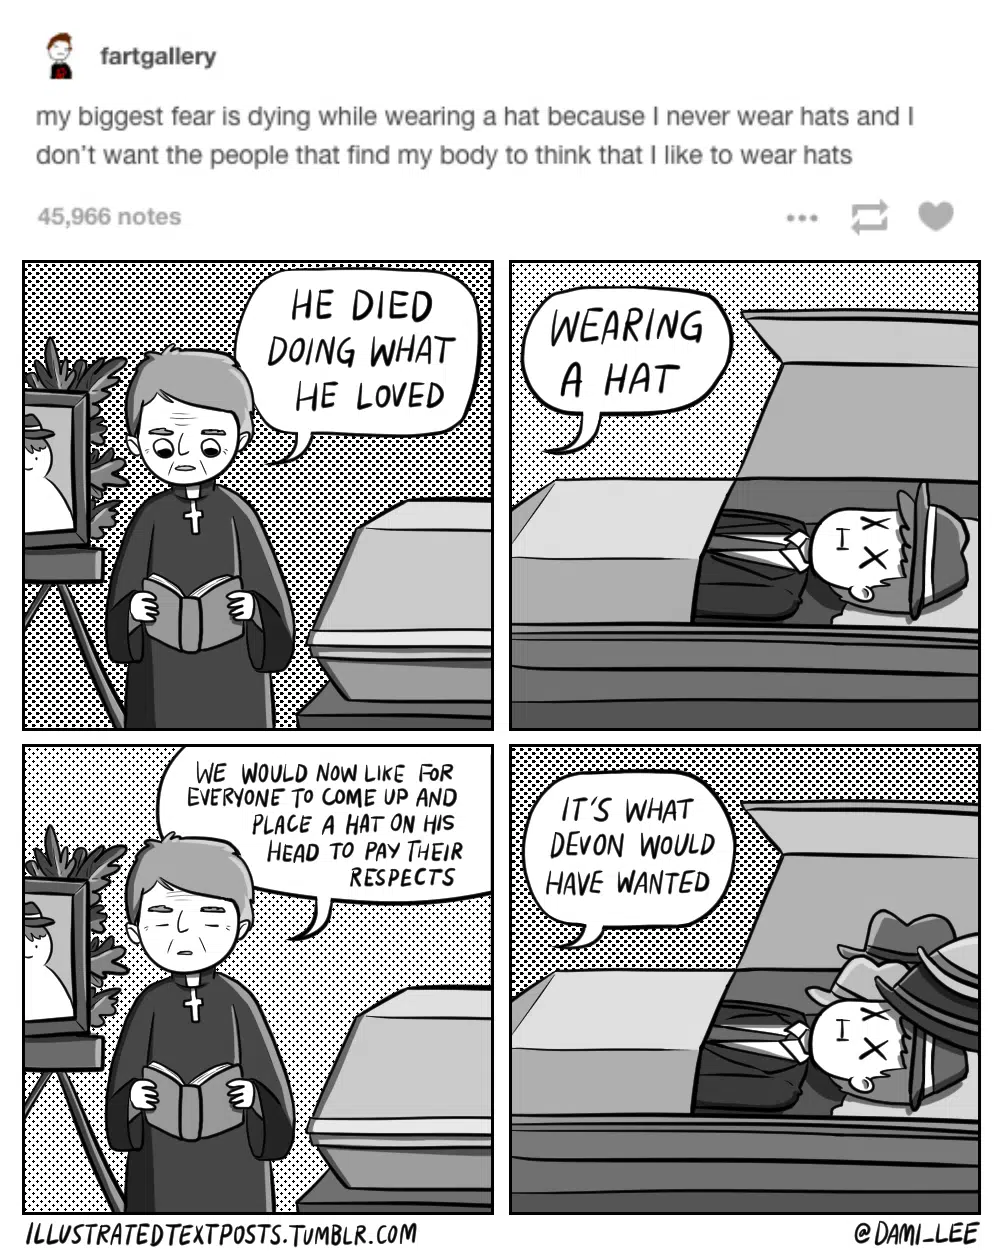 fartgallery
my biggest fear is dying while wearing a hat because I never wear hats and I
don't want the people that find my body to think that I like to wear hats
45,966 notes
HE DIED
DOING WHAT
HE LOVED
WEARING
A HAT
WE WOULD NOW LIKE FOR
EVERYONE TO COME UP AND
PLACE A HAT ON HIS
HEAD TO PAY THEIR
RESPECTS
IT'S WHAT
DEVON WOULD
HAVE WANTED
ILLUSTRATEDTEXTPOSTS.TUMBLR.COM
@DAMI_LEE